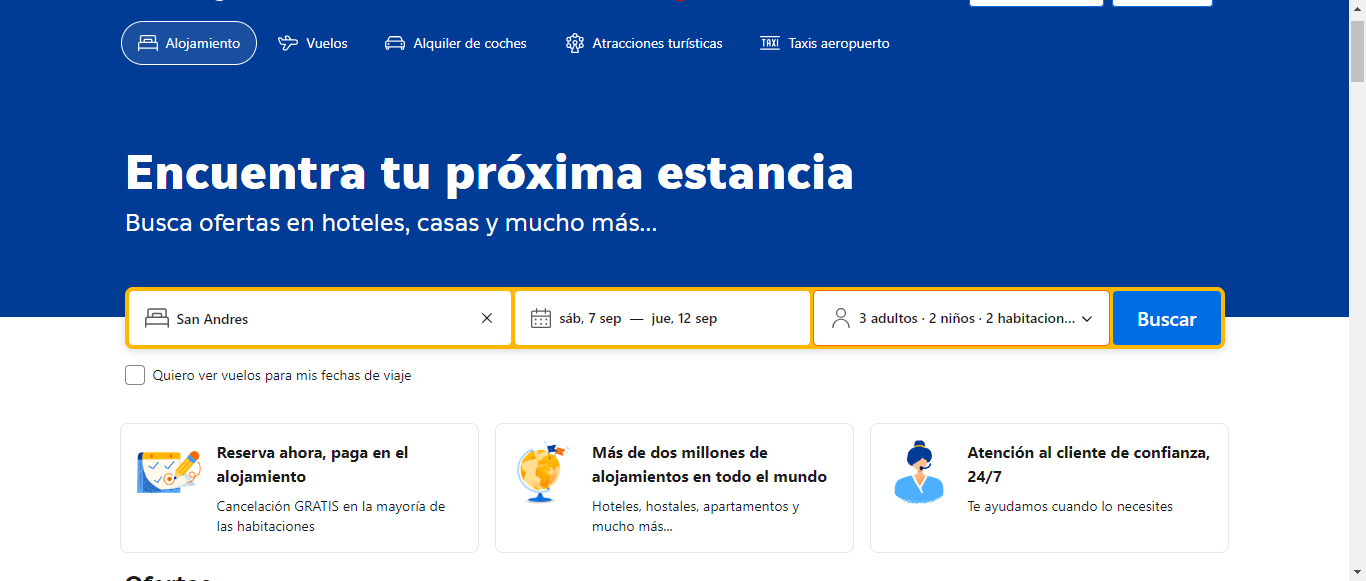 Alojamiento
Vuelos
Alquiler de coches
Atracciones turísticas
TAXI Taxis aeropuerto
Encuentra tu próxima estancia
Busca ofertas en hoteles, casas y mucho más...
San Andres
sáb, 7 sep — jue, 12 sep
3 adultos · 2 niños · 2 habitacion...
Buscar
Quiero ver vuelos para mis fechas de viaje
Reserva ahora, paga en el
alojamiento
Cancelación GRATIS en la mayoría de
las habitaciones
Más de dos millones de
alojamientos en todo el mundo
Hoteles, hostales, apartamentos y
mucho más...
Atención al cliente de confianza,
24/7
Te ayudamos cuando lo necesites
Ofertas